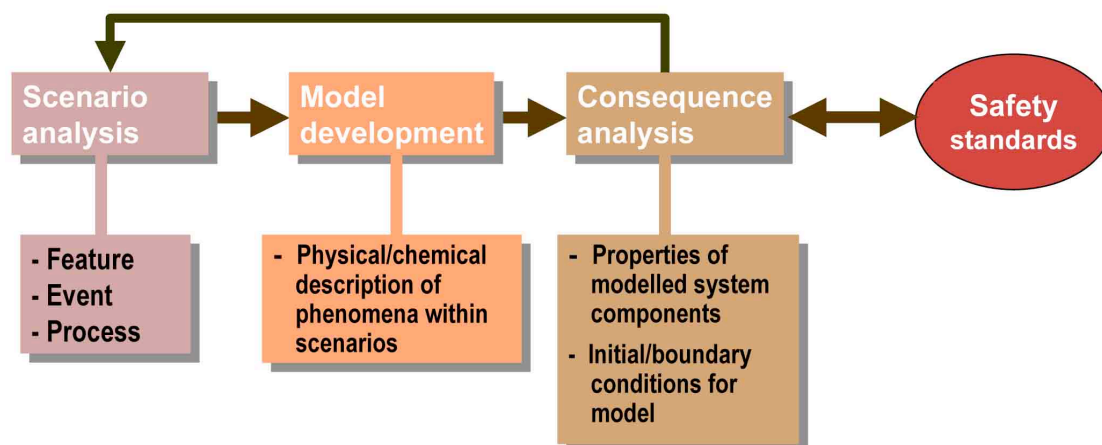 Scenario
analysis
Model
development
Consequence
analysis
Safety
standards
- Feature
- Event
- Process
- Physical/chemical
description of
phenomena within
scenarios
- Properties of
modelled system
components
- Initial/boundary
conditions for
model